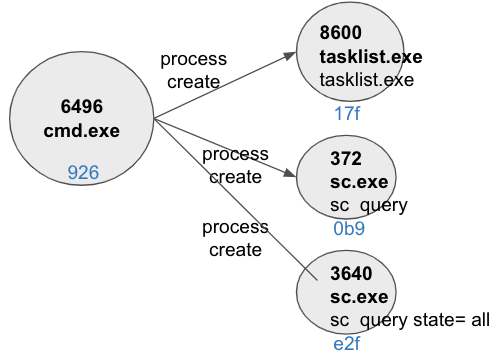 6496
cmd.exe
926
process
create
8600
tasklist.exe
tasklist.exe
17f
process
create
372
sc.exe
sc query
0b9
process
create
3640
sc.exe
sc query state= all
e2f